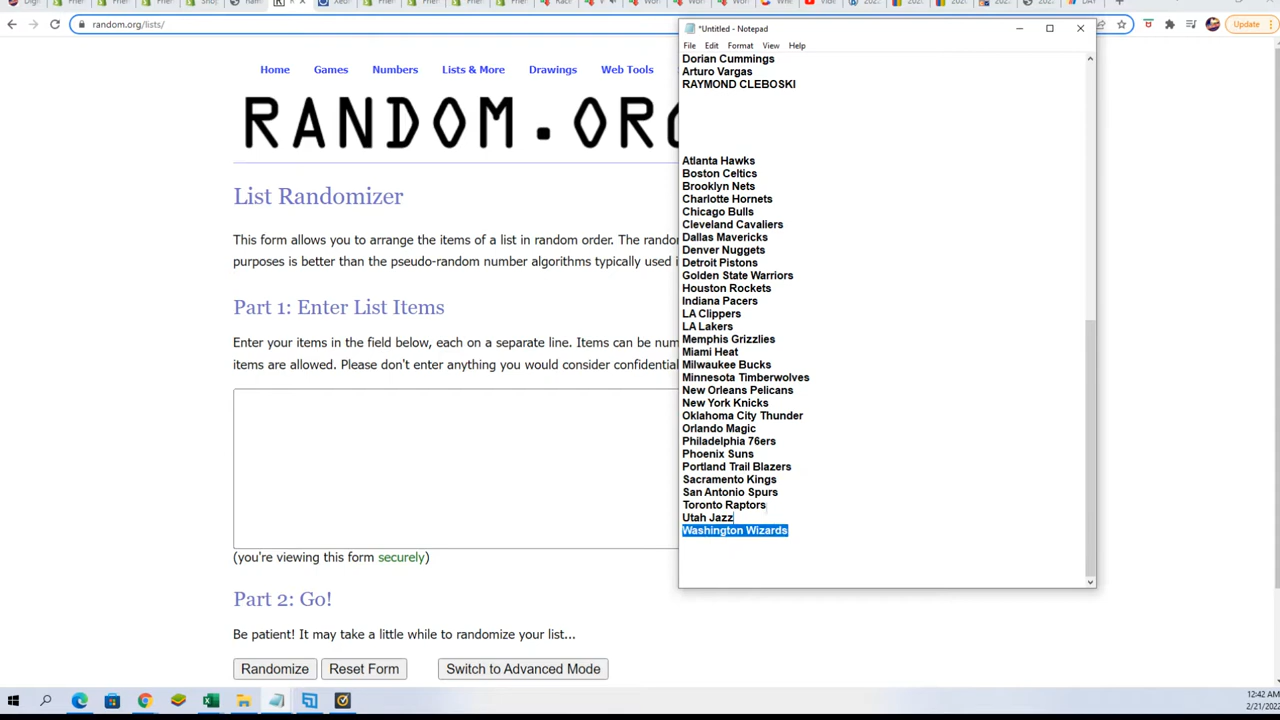 random.org/lists/
Update
Home
Games
Numbers
Lists & More
Drawings
Web Tools
RANDOM.ORG
List Randomizer
This form allows you to arrange the items of a list in random order. The rando
purposes is better than the pseudo-random number algorithms typically used i
Part 1: Enter List Items
Enter your items in the field below, each on a separate line. Items can be num
items are allowed. Please don't enter anything you would consider confidential
(you're viewing this form securely)
Part 2: Go!
Be patient! It may take a little while to randomize your list...
Randomize
Reset Form
Switch to Advanced Mode
*Untitled - Notepad
File Edit Format View Help
Dorian Cummings
Arturo Vargas
RAYMOND CLEBOSKI
Atlanta Hawks
Boston Celtics
Brooklyn Nets
Charlotte Hornets
Chicago Bulls
Cleveland Cavaliers
Dallas Mavericks
Denver Nuggets
Detroit Pistons
Golden State Warriors
Houston Rockets
Indiana Pacers
LA Clippers
LA Lakers
Memphis Grizzlies
Miami Heat
Milwaukee Bucks
Minnesota Timberwolves
New Orleans Pelicans
New York Knicks
Oklahoma City Thunder
Orlando Magic
Philadelphia 76ers
Phoenix Suns
Portland Trail Blazers
Sacramento Kings
San Antonio Spurs
Toronto Raptors
Utah Jazz
Washington Wizards
12:42 AM
2/21/2022